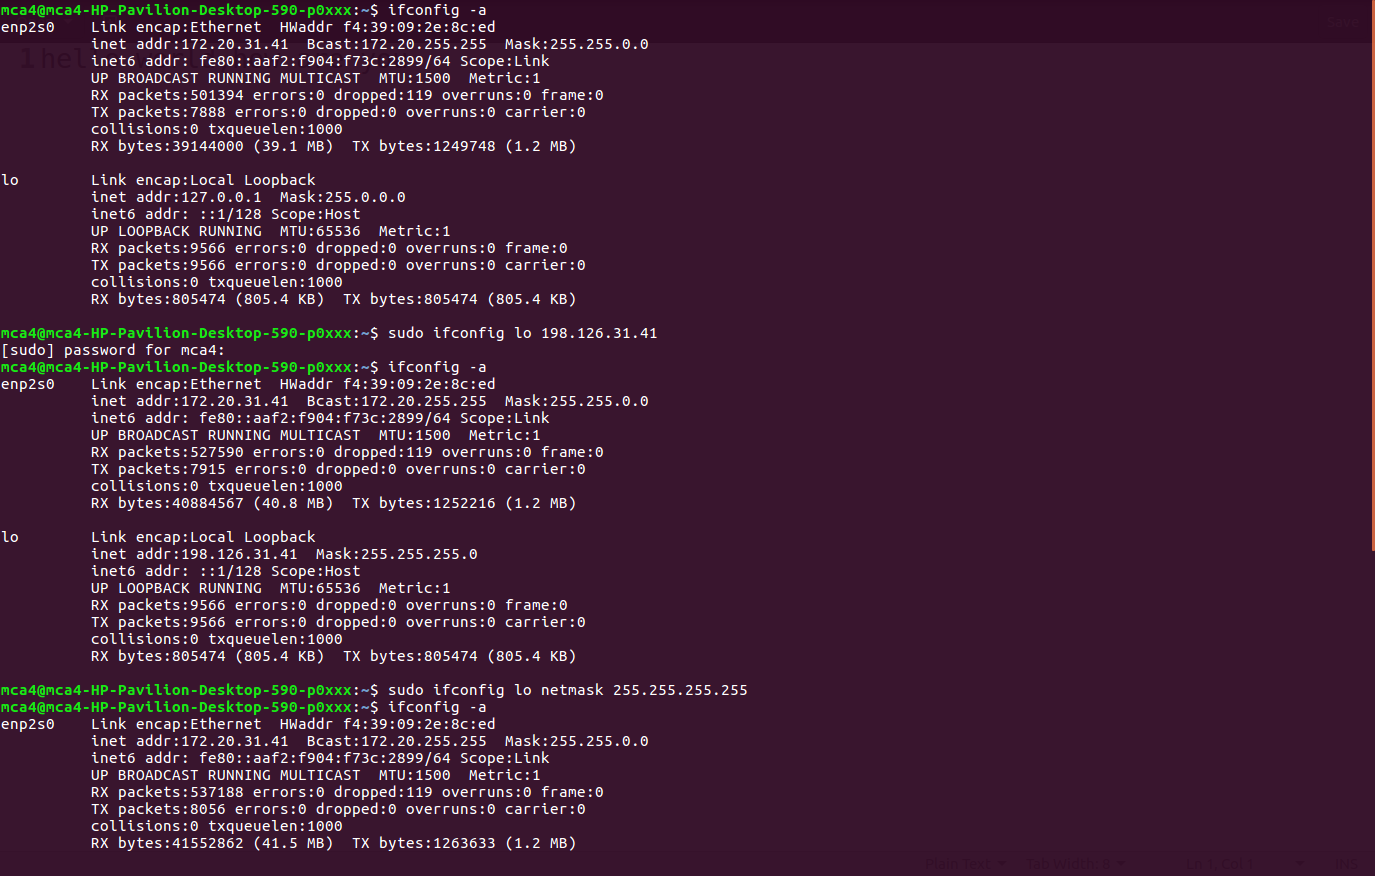 mca4@mca4-HP-Pavilion-Desktop-590-p0xxx:~$ ifconfig -a
enp2s0    Link encap:Ethernet  HWaddr f4:39:09:2e:8c:ed
          inet addr:172.20.31.41  Bcast:172.20.255.255  Mask:255.255.0.0
          inet6 addr: fe80::aaf2:f904:f73c:2899/64 Scope:Link
          UP BROADCAST RUNNING MULTICAST  MTU:1500  Metric:1
          RX packets:501394 errors:0 dropped:119 overruns:0 frame:0
          TX packets:7888 errors:0 dropped:0 overruns:0 carrier:0
          collisions:0 txqueuelen:1000
          RX bytes:39144000 (39.1 MB)  TX bytes:1249748 (1.2 MB)

lo        Link encap:Local Loopback
          inet addr:127.0.0.1  Mask:255.0.0.0
          inet6 addr: ::1/128 Scope:Host
          UP LOOPBACK RUNNING  MTU:65536  Metric:1
          RX packets:9566 errors:0 dropped:0 overruns:0 frame:0
          TX packets:9566 errors:0 dropped:0 overruns:0 carrier:0
          collisions:0 txqueuelen:1000
          RX bytes:805474 (805.4 KB)  TX bytes:805474 (805.4 KB)

mca4@mca4-HP-Pavilion-Desktop-590-p0xxx:~$ sudo ifconfig lo 198.126.31.41
[sudo] password for mca4:
mca4@mca4-HP-Pavilion-Desktop-590-p0xxx:~$ ifconfig -a
enp2s0    Link encap:Ethernet  HWaddr f4:39:09:2e:8c:ed
          inet addr:172.20.31.41  Bcast:172.20.255.255  Mask:255.255.0.0
          inet6 addr: fe80::aaf2:f904:f73c:2899/64 Scope:Link
          UP BROADCAST RUNNING MULTICAST  MTU:1500  Metric:1
          RX packets:527590 errors:0 dropped:119 overruns:0 frame:0
          TX packets:7915 errors:0 dropped:0 overruns:0 carrier:0
          collisions:0 txqueuelen:1000
          RX bytes:40884567 (40.8 MB)  TX bytes:1252216 (1.2 MB)

lo        Link encap:Local Loopback
          inet addr:198.126.31.41  Mask:255.255.255.0
          inet6 addr: ::1/128 Scope:Host
          UP LOOPBACK RUNNING  MTU:65536  Metric:1
          RX packets:9566 errors:0 dropped:0 overruns:0 frame:0
          TX packets:9566 errors:0 dropped:0 overruns:0 carrier:0
          collisions:0 txqueuelen:1000
          RX bytes:805474 (805.4 KB)  TX bytes:805474 (805.4 KB)

mca4@mca4-HP-Pavilion-Desktop-590-p0xxx:~$ sudo ifconfig lo netmask 255.255.255.255
mca4@mca4-HP-Pavilion-Desktop-590-p0xxx:~$ ifconfig -a
enp2s0    Link encap:Ethernet  HWaddr f4:39:09:2e:8c:ed
          inet addr:172.20.31.41  Bcast:172.20.255.255  Mask:255.255.0.0
          inet6 addr: fe80::aaf2:f904:f73c:2899/64 Scope:Link
          UP BROADCAST RUNNING MULTICAST  MTU:1500  Metric:1
          RX packets:537188 errors:0 dropped:119 overruns:0 frame:0
          TX packets:8056 errors:0 dropped:0 overruns:0 carrier:0
          collisions:0 txqueuelen:1000
          RX bytes:41552862 (41.5 MB)  TX bytes:1263633 (1.2 MB)
Plain Text  Ln 1, Col 1  INS